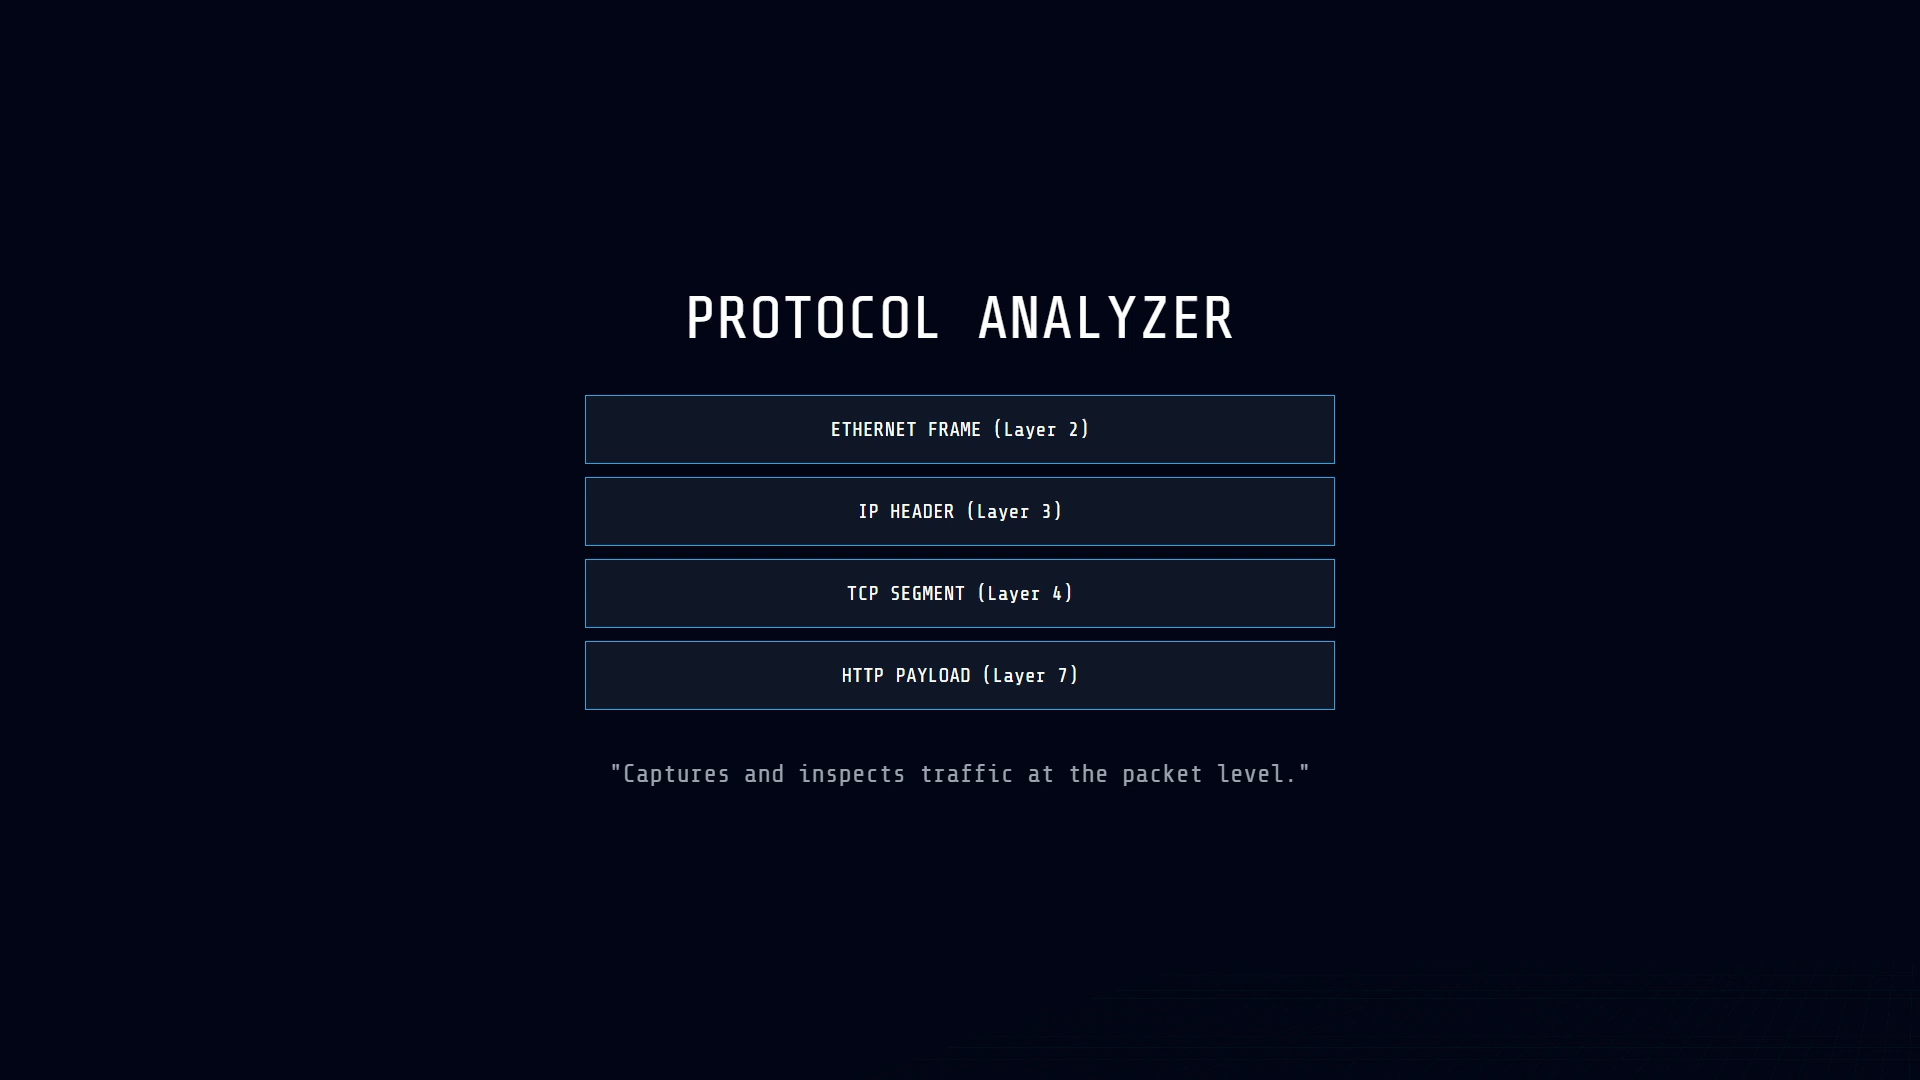 PROTOCOL ANALYZER
ETHERNET FRAME (Layer 2)
IP HEADER (Layer 3)
TCP SEGMENT (Layer 4)
HTTP PAYLOAD (Layer 7)
"Captures and inspects traffic at the packet level."